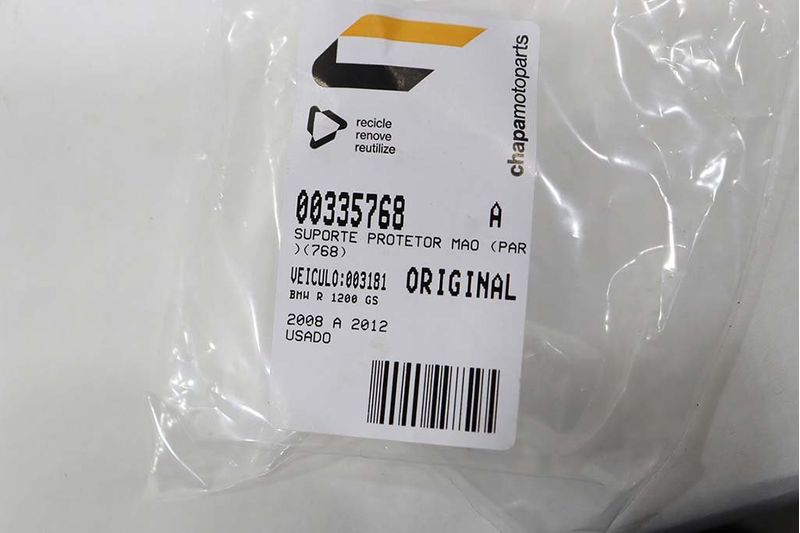 chapamotoparts
recicle
renove
reutilize
00335768 A
SUPORTE PROTETOR MAO (PAR
)(768)
VEICULO:003181 ORIGINAL
BMW R 1200 GS
2008 A 2012
USADO